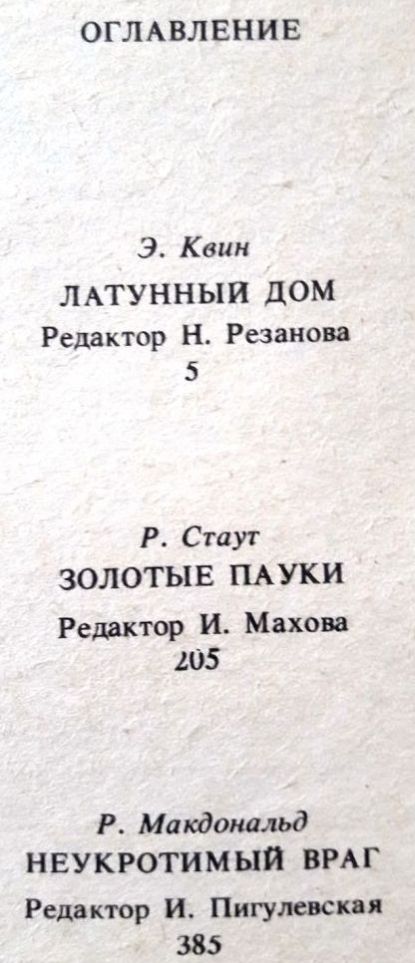 ОГЛАВЛЕНИЕ
Э. Квин
ЛАТУННЫЙ ДОМ
Редактор Н. Резанова
5
Р. Стаут
ЗОЛОТЫЕ ПАУКИ
Редактор И. Махова
205
Р. Макдональд
НЕУКРОТИМЫЙ ВРАГ
Редактор И. Пигулевская
385